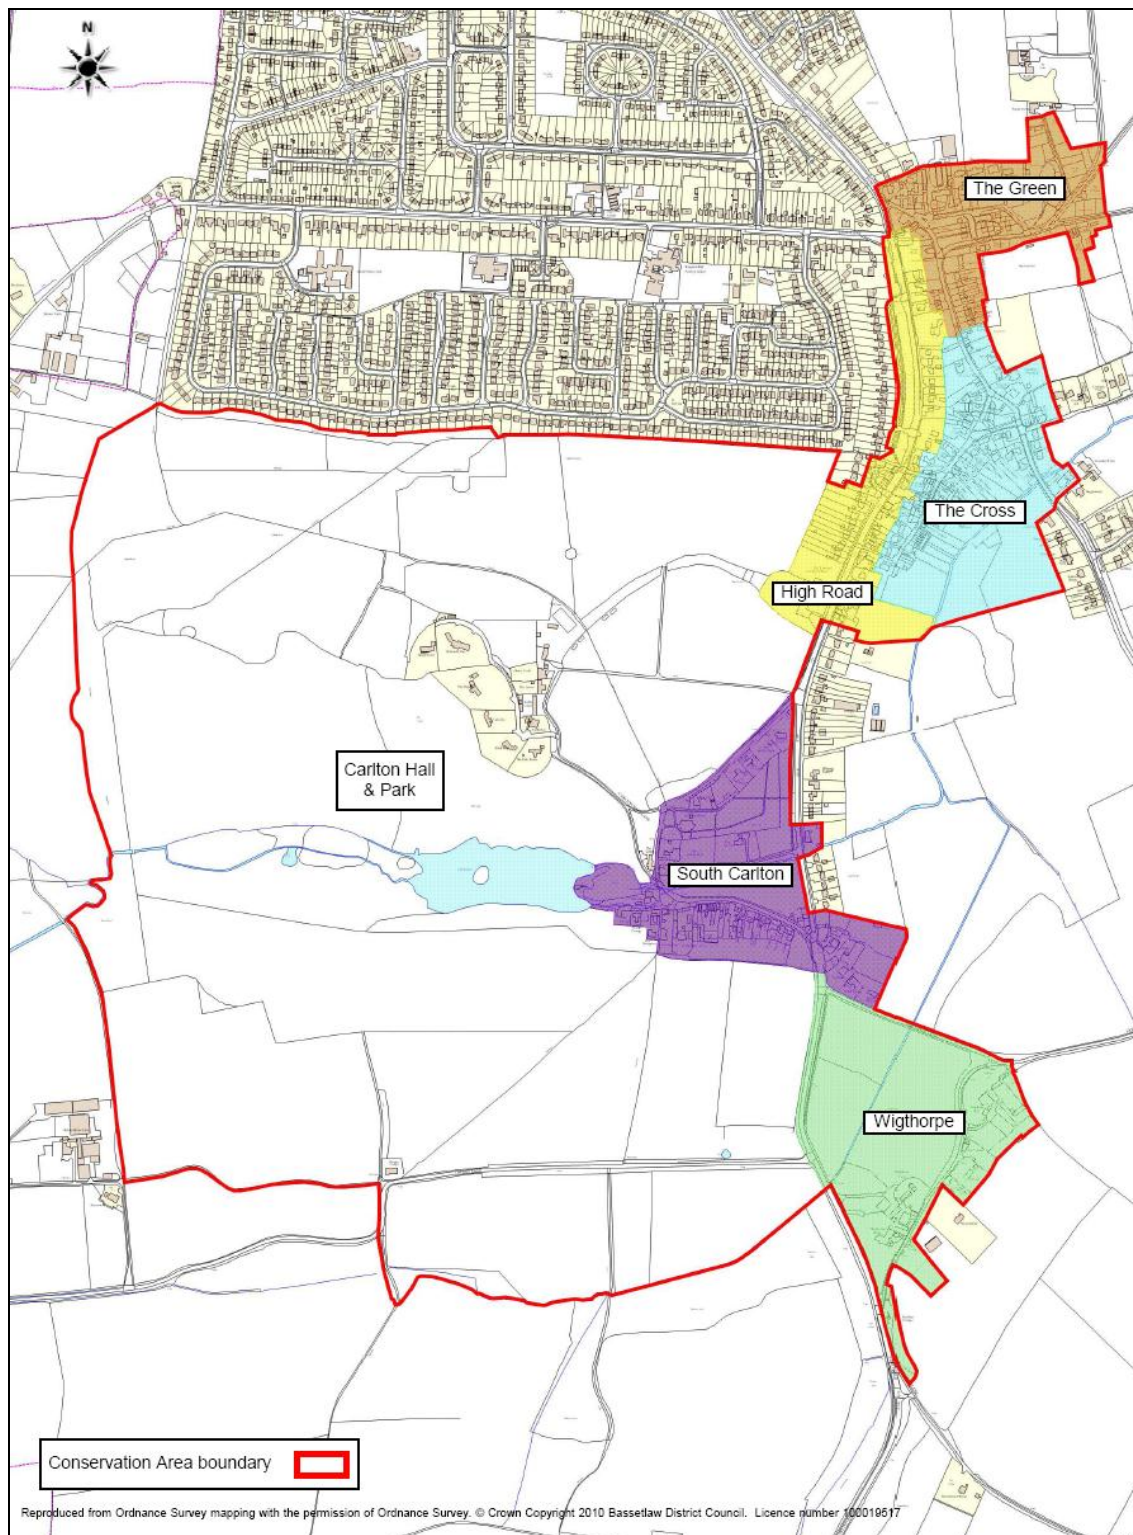 N
The Green
The Cross
High Road
Carlton Hall
& Park
South Carlton
Wigthorpe
Conservation Area boundary
Reproduced from Ordnance Survey mapping with the permission of Ordnance Survey. © Crown Copyright 2010 Bassetlaw District Council. Licence number 100019517